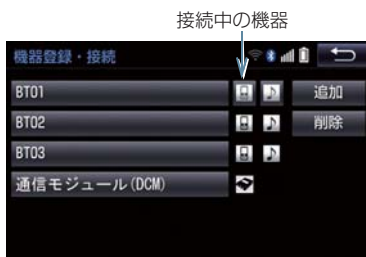 接続中の機器
機器登録・接続
BT01
追加
BT02
削除
BT03
通信モジュール(DCM)